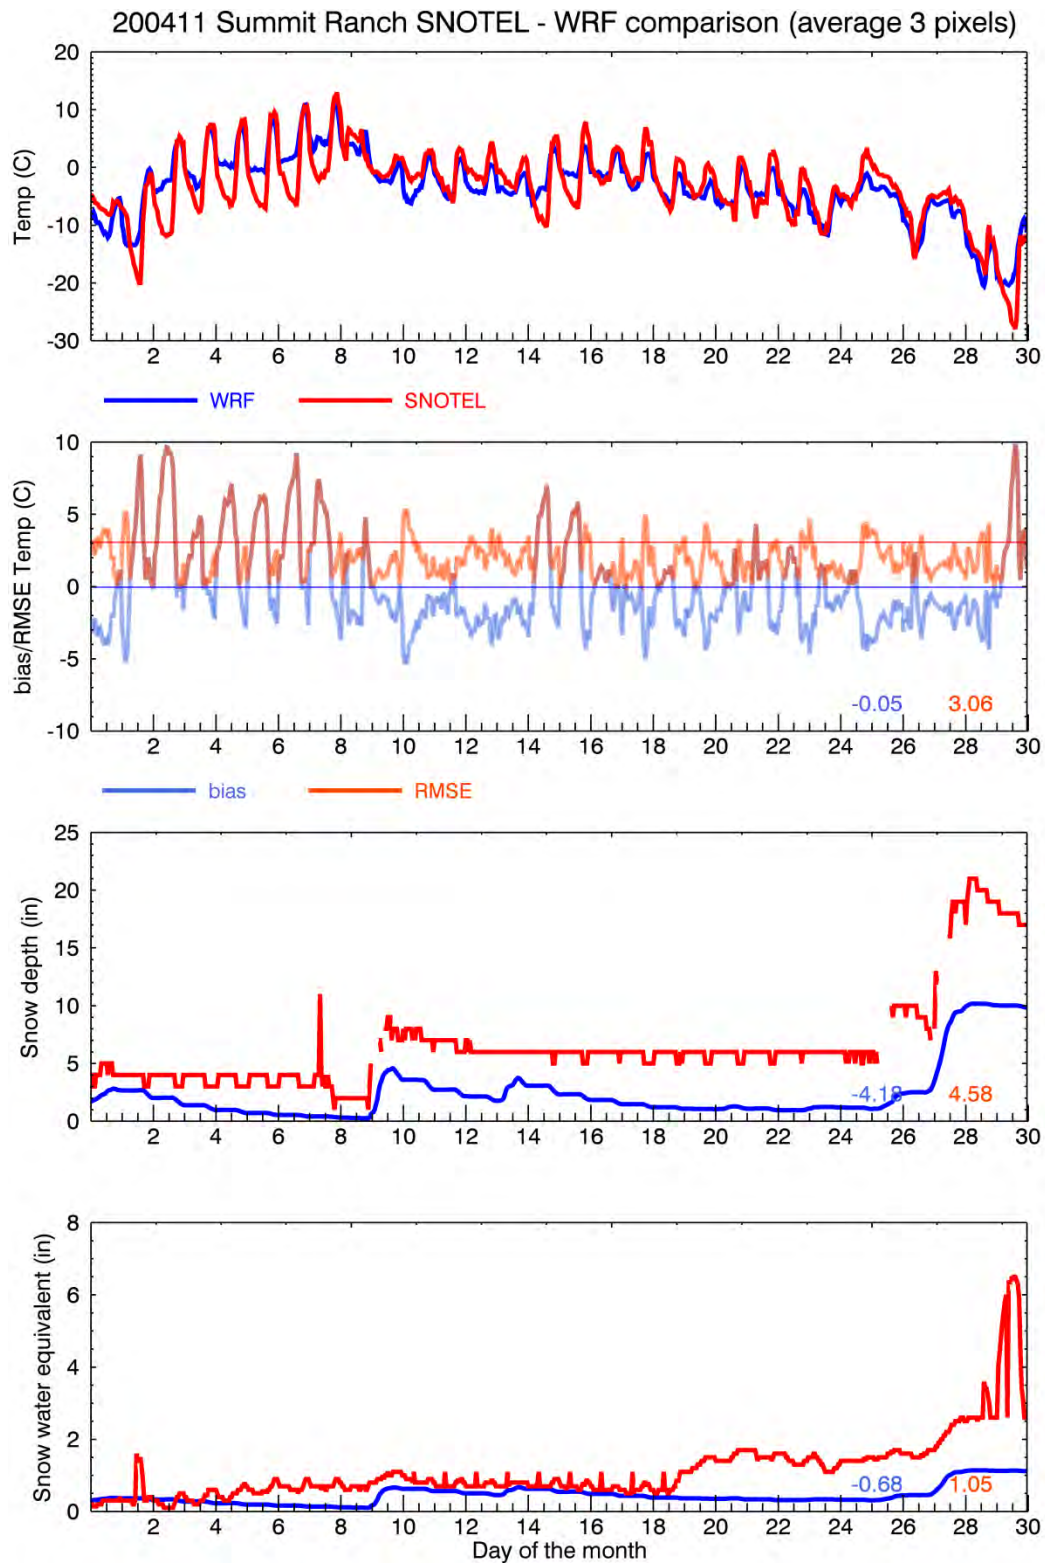 200411 Summit Ranch SNOTEL - WRF comparison (average 3 pixels)
Temp (C)
20
10
0
-10
-20
-30
2 4 6 8 10 12 14 16 18 20 22 24 26 28 30
WRF SNOTEL
bias/RMSE Temp (C)
10
5
0
-5
-10
-0.05 3.06
2 4 6 8 10 12 14 16 18 20 22 24 26 28 30
bias RMSE
Snow depth (in)
25
20
15
10
5
0
-4.18 4.58
2 4 6 8 10 12 14 16 18 20 22 24 26 28 30
Snow water equivalent (in)
8
6
4
2
0
-0.68 1.05
2 4 6 8 10 12 14 16 18 20 22 24 26 28 30
Day of the month